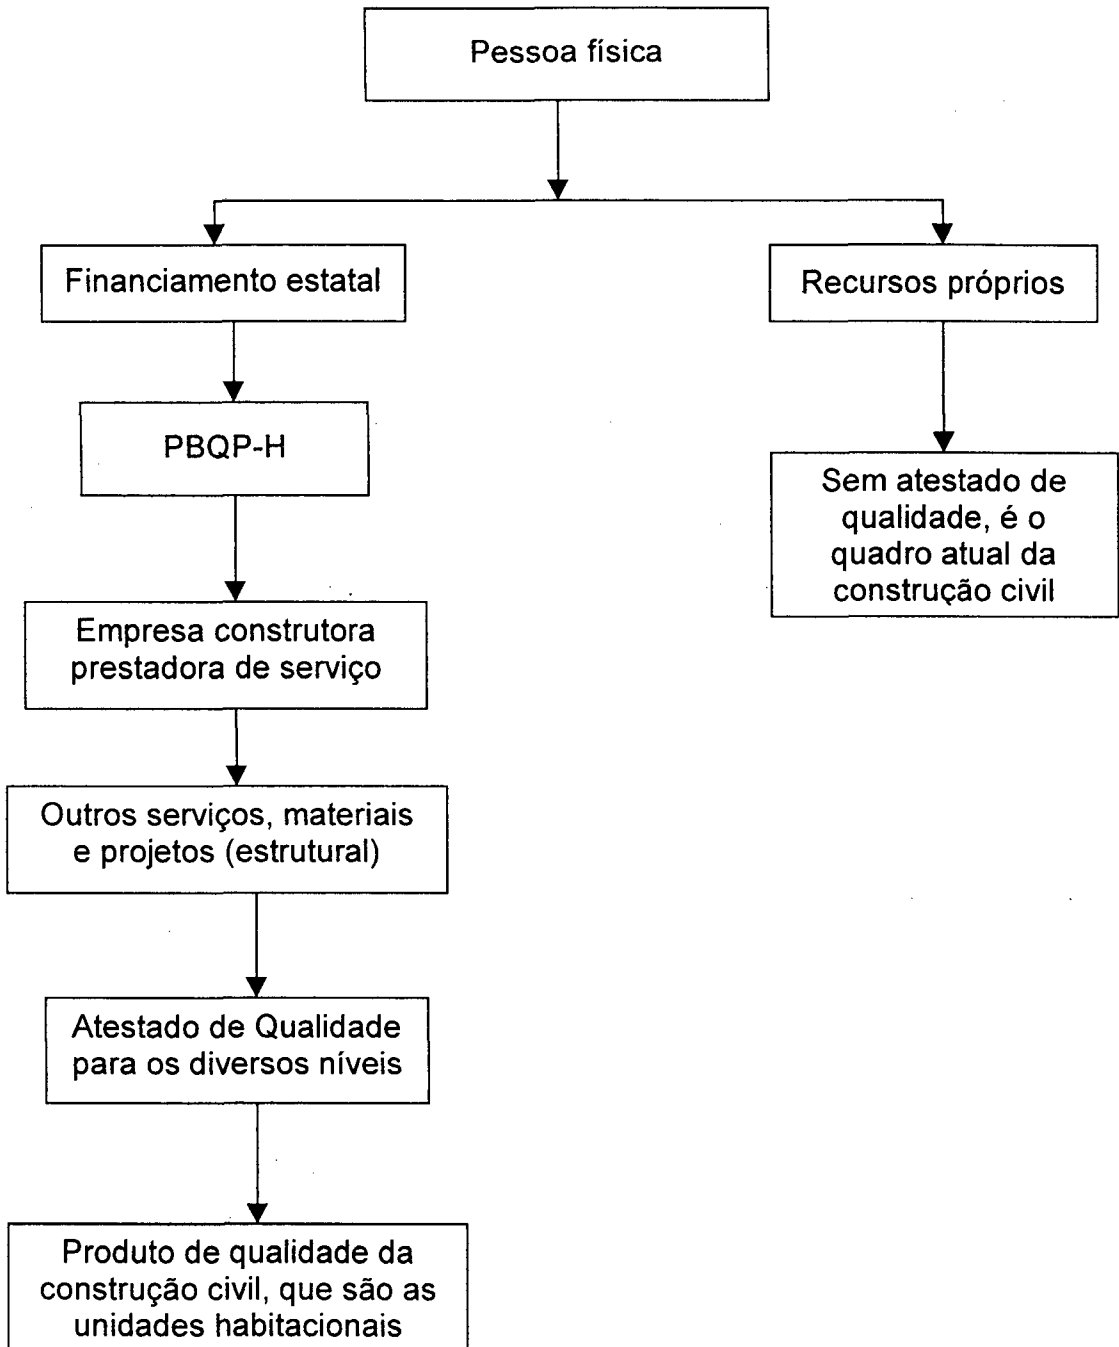 Pessoa física
Financiamento estatal
Recursos próprios
PBQP-H
Sem atestado de
qualidade, é o
quadro atual da
construção civil
Empresa construtora
prestadora de serviço
Outros serviços, materiais
e projetos (estrutural)
Atestado de Qualidade
para os diversos níveis
Produto de qualidade da
construção civil, que são as
unidades habitacionais